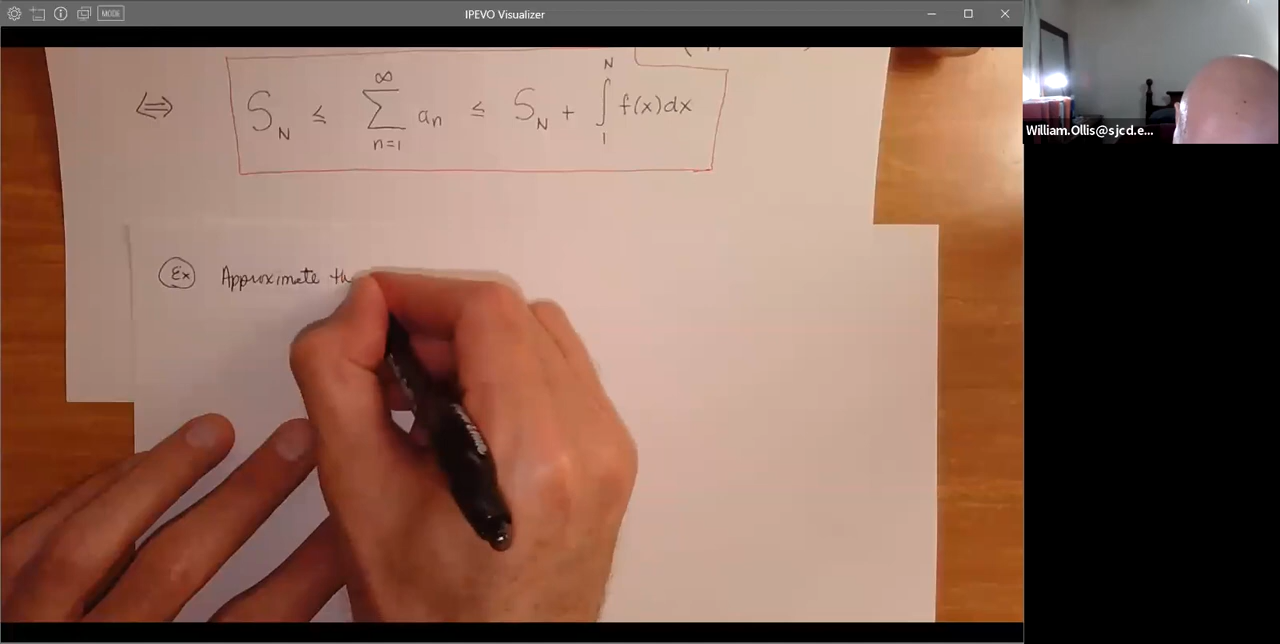 MODE
IPEVO Visualizer
⇔ S_N ≤ ∑_{n=1}^{∞} a_n ≤ S_N + ∫_1^N f(x)dx
Ex Approximate th
William.Ollis@sjcd.e...